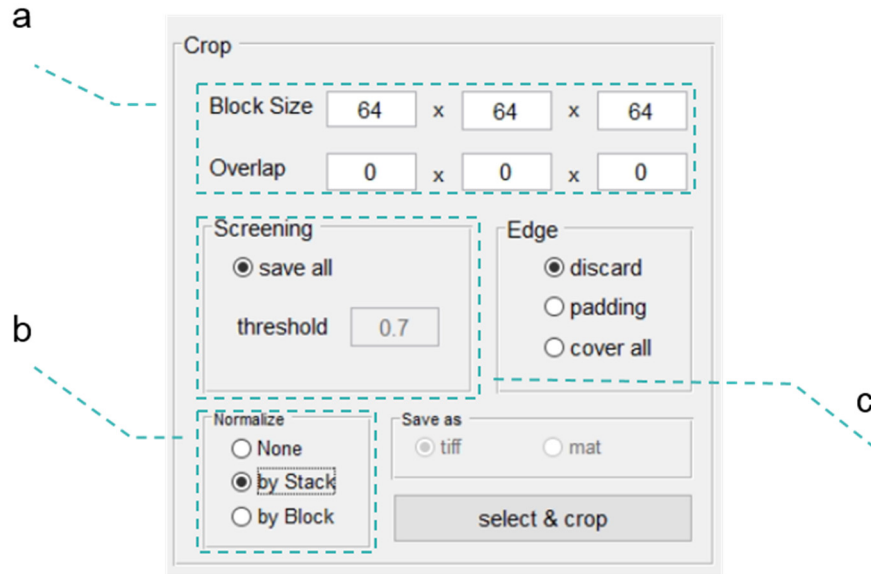 a
Crop
Block Size 64 x 64 x 64
Overlap 0 x 0 x 0
Screening
save all
threshold 0.7
Edge
discard
padding
cover all
b
c
Normalize
None
by Stack
by Block
Save as
tiff mat
select & crop